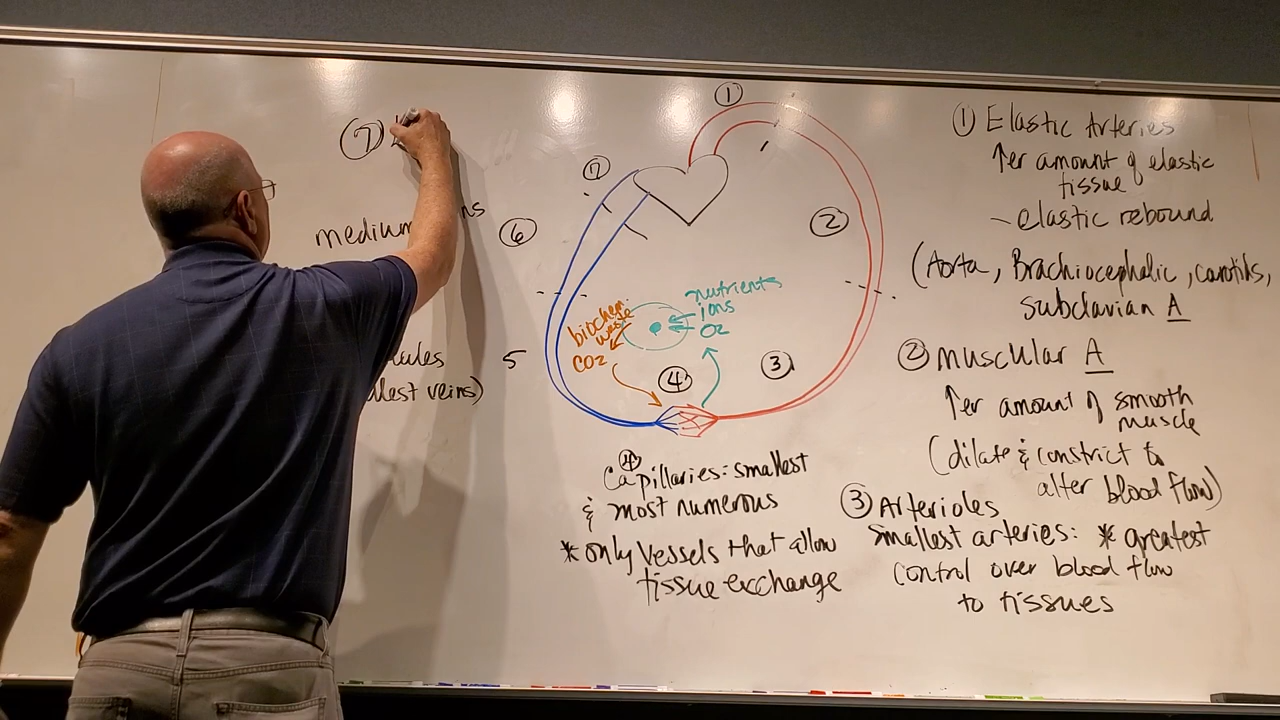 ①
① Elastic Arteries
↑er amount of elastic
tissue
- elastic rebound
(Aorta, Brachiocephalic, carotids,
subclavian A
②
② muscular A
↑er amount of smooth
muscle
(dilate & constrict to
alter blood flow)
③
③ Arterioles
smallest arteries: * greatest
control over blood flow
to tissues
④
④
Capillaries: smallest
& most numerous
* only vessels that allow
tissue exchange
nutrients
ions
O2
biochem.
waste
CO2
5
llest veins)
⑥
medium
⑦
⑦